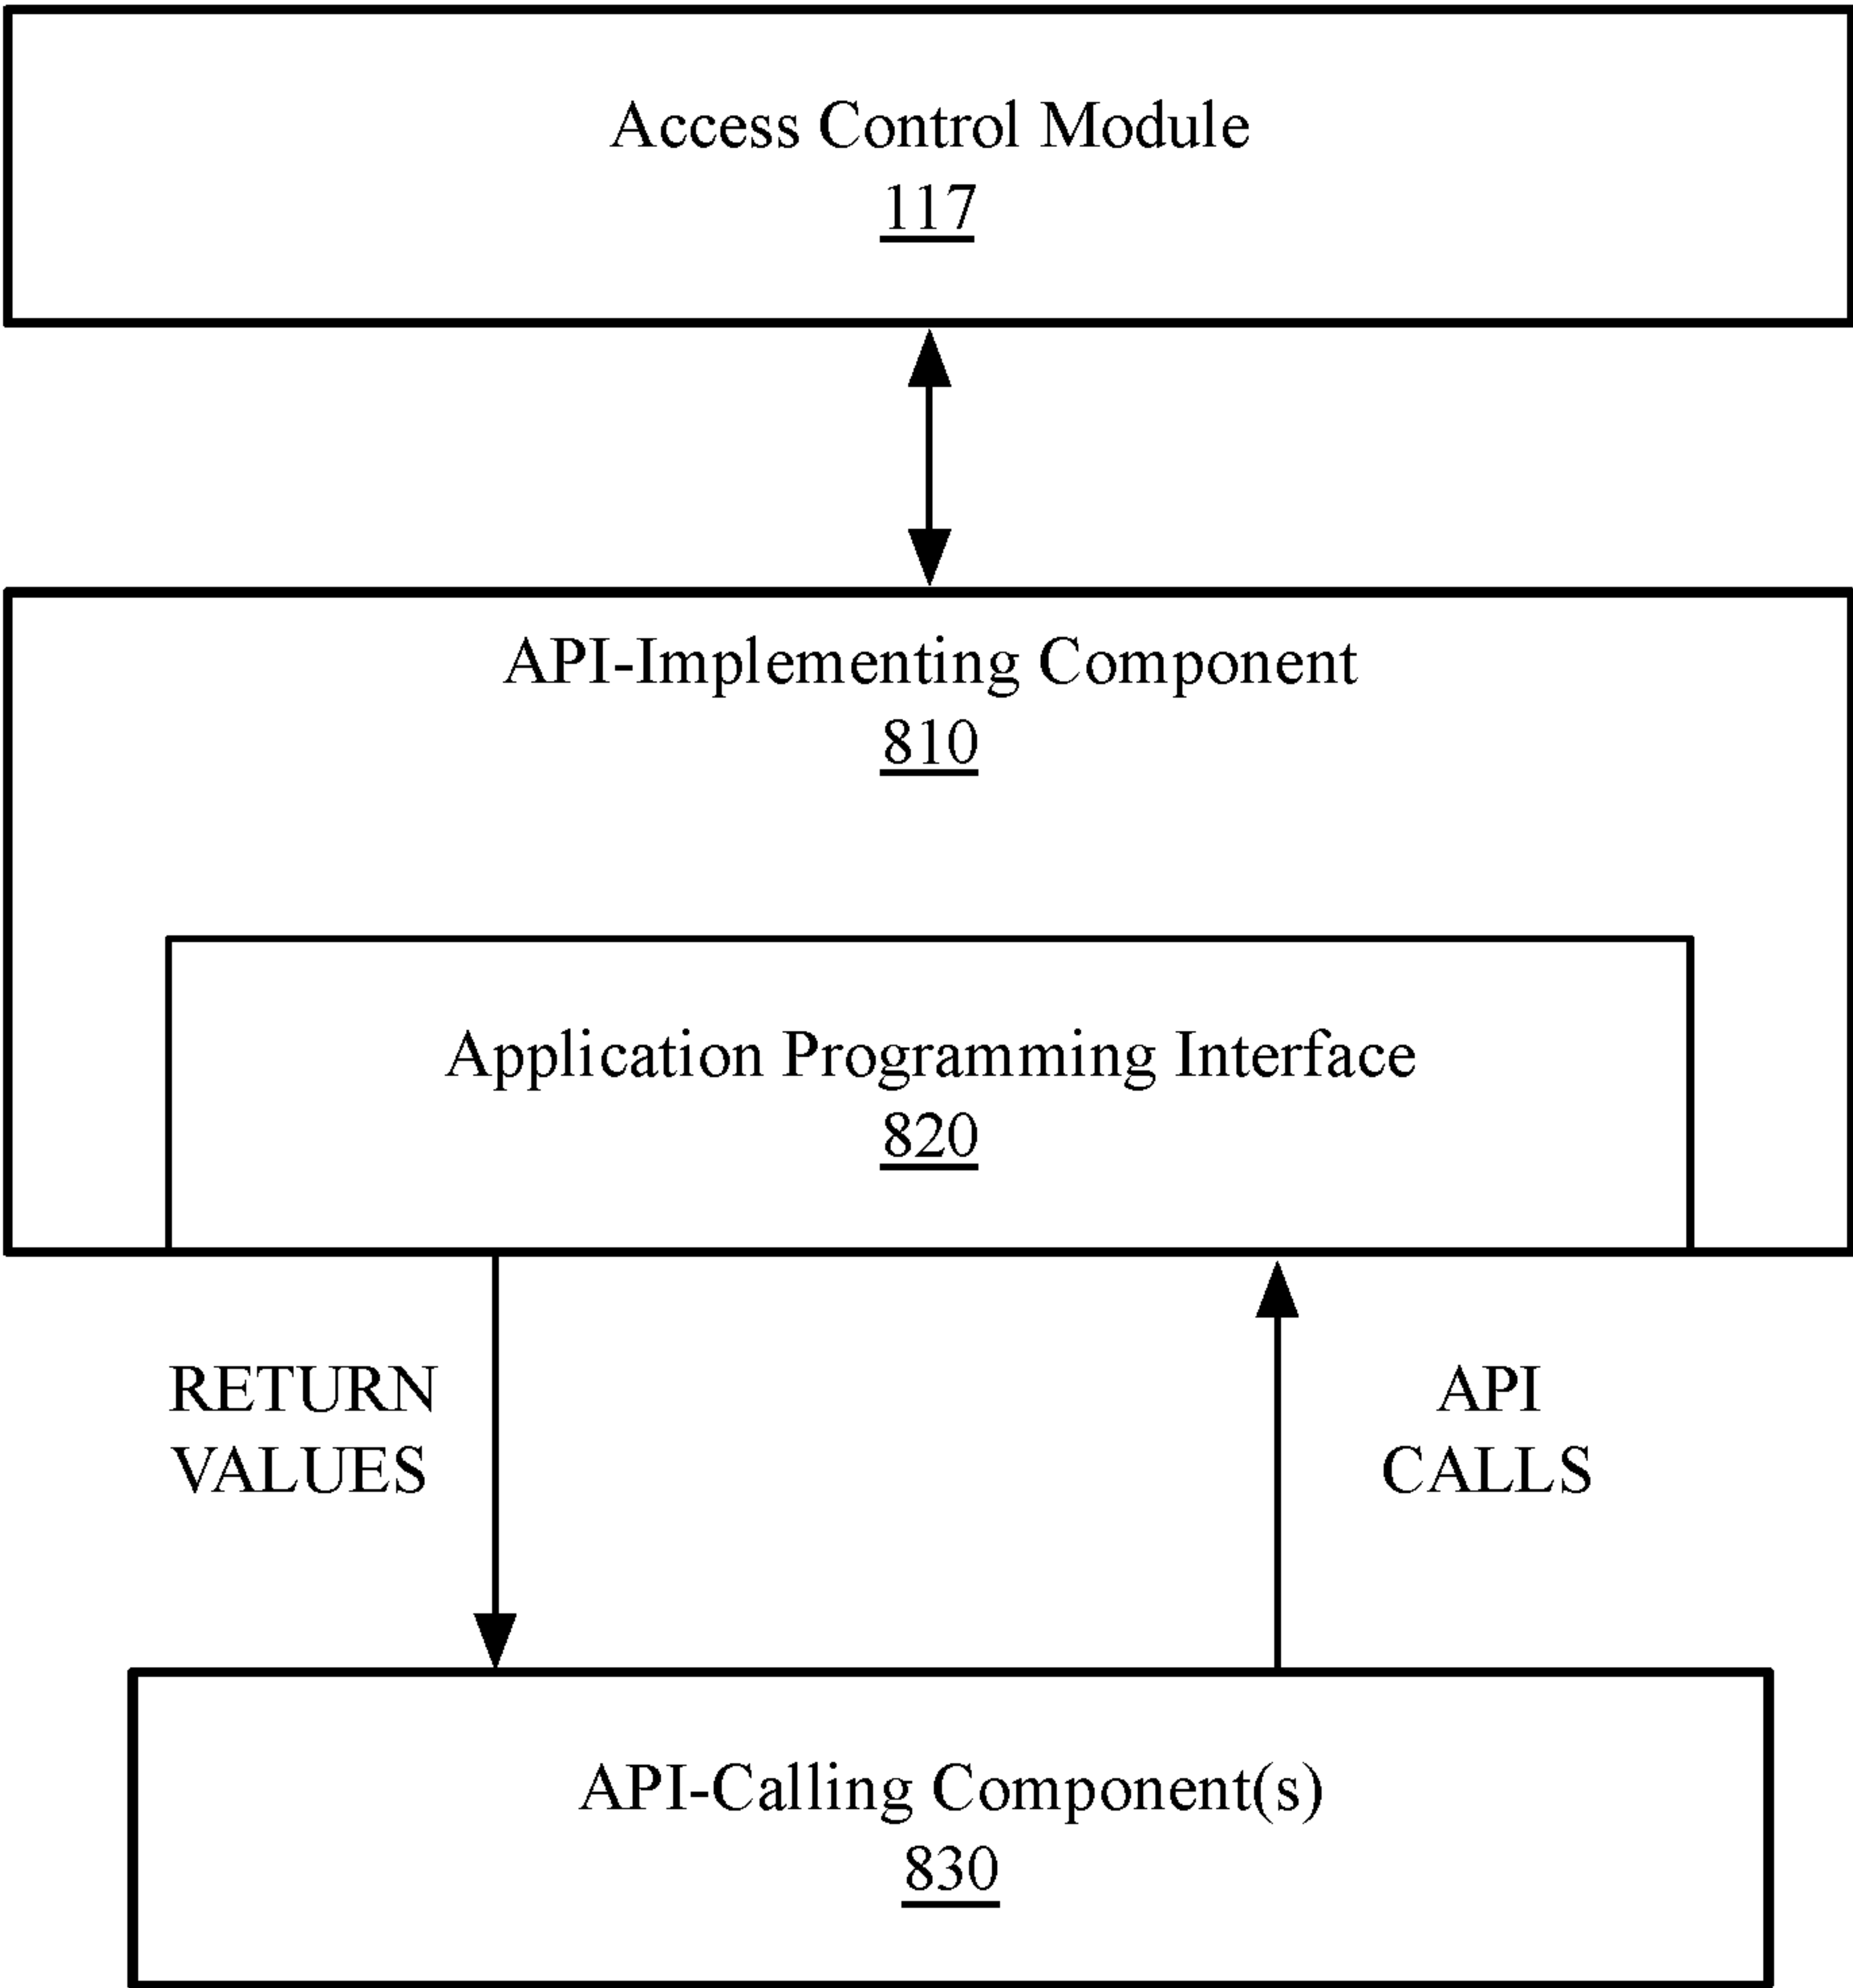 Access Control Module
117
API-Implementing Component
810
Application Programming Interface
820
RETURN
VALUES
API
CALLS
API-Calling Component(s)
830